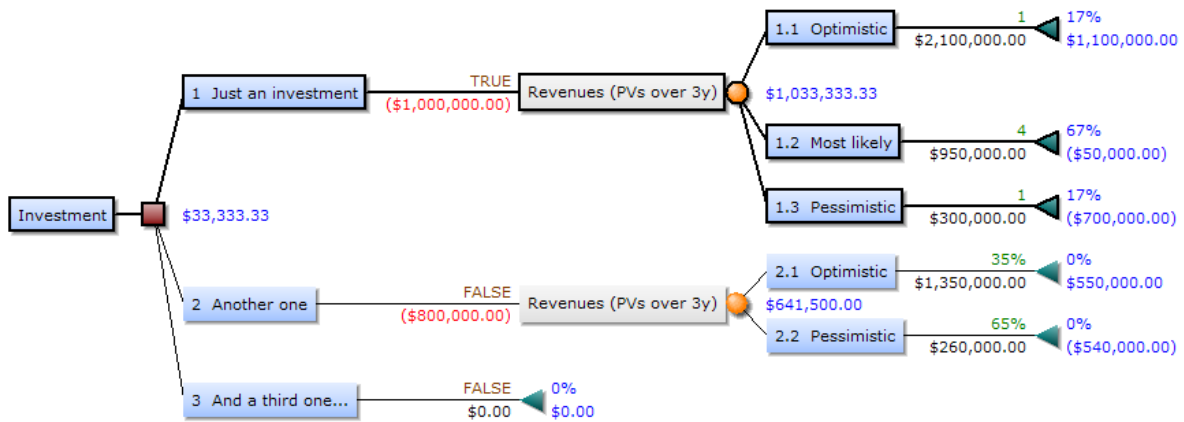 1
17%
1.1 Optimistic
$2,100,000.00
$1,100,000.00
TRUE
1 Just an investment
Revenues (PVs over 3y)
$1,033,333.33
($1,000,000.00)
4
67%
1.2 Most likely
$950,000.00
($50,000.00)
1
17%
1.3 Pessimistic
$300,000.00
($700,000.00)
Investment
$33,333.33
35%
0%
2.1 Optimistic
$1,350,000.00
$550,000.00
FALSE
2 Another one
Revenues (PVs over 3y)
$641,500.00
($800,000.00)
65%
0%
2.2 Pessimistic
$260,000.00
($540,000.00)
FALSE
0%
3 And a third one...
$0.00
$0.00